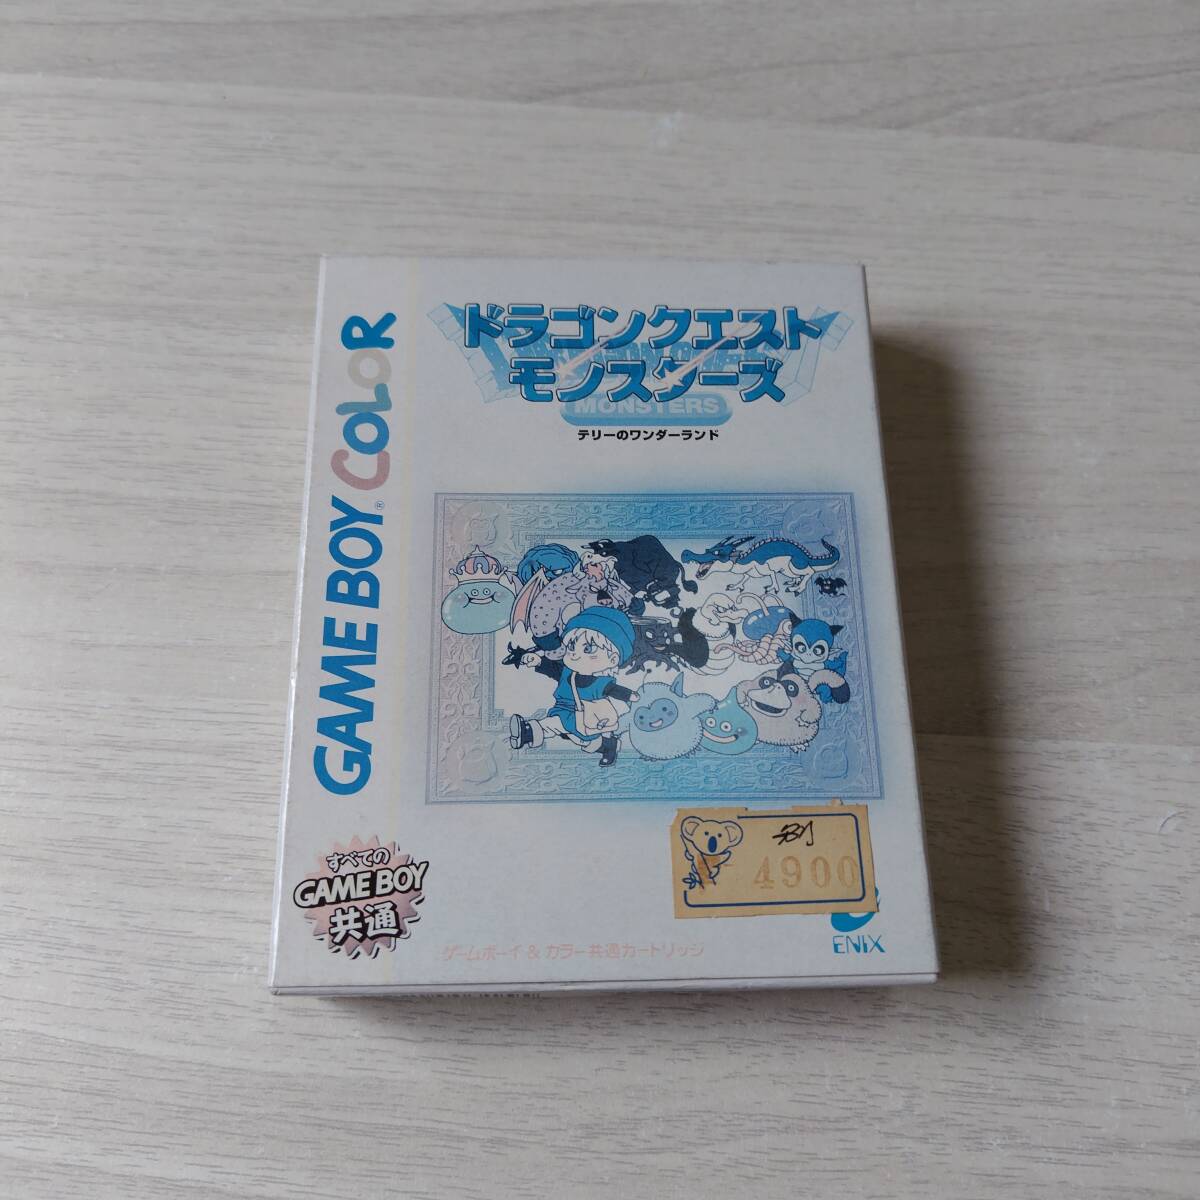 ドラゴンクエスト
モンスターズ
MONSTERS
テリーのワンダーランド
GAME BOY® COLOR
すべての
GAME BOY
共通
4900
ゲームボーイ & カラー共通カートリッジ
ENIX